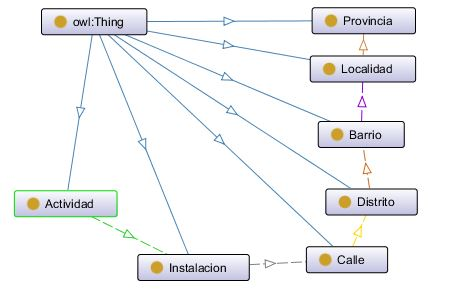 owl:Thing
Provincia
Localidad
Barrio
Distrito
Actividad
Calle
Instalacion